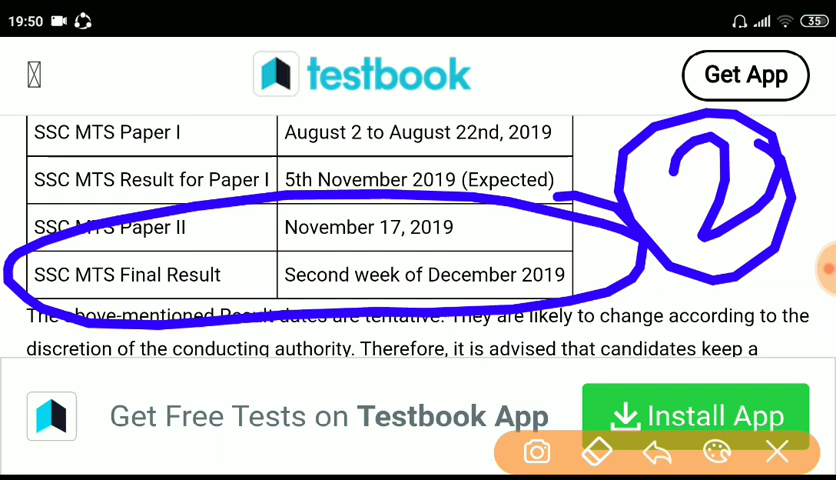 19:50
35
testbook
Get App
SSC MTS Paper I August 2 to August 22nd, 2019
SSC MTS Result for Paper I 5th November 2019 (Expected)
SSC MTS Paper II November 17, 2019
SSC MTS Final Result Second week of December 2019
2
The above-mentioned Result dates are tentative. They are likely to change according to the
discretion of the conducting authority. Therefore, it is advised that candidates keep a
Get Free Tests on Testbook App
Install App